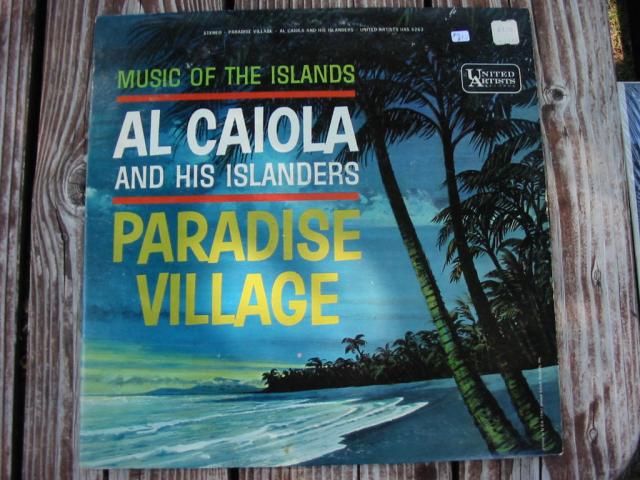 STEREO - PARADISE VILLAGE - AL CAIOLA AND HIS ISLANDERS - UNITED ARTISTS UAS 6263
MUSIC OF THE ISLANDS
UNITED
ARTISTS
AL CAIOLA
AND HIS ISLANDERS
PARADISE
VILLAGE